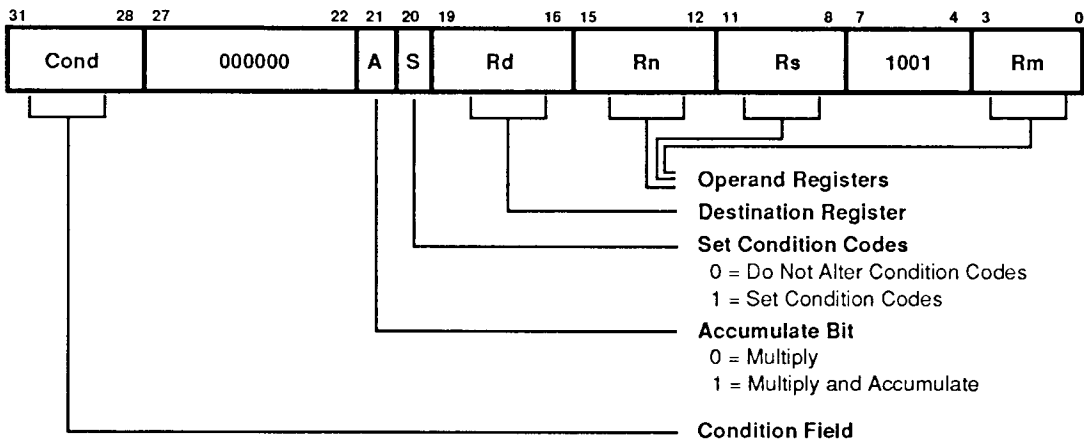 31 28 27 22 21 20 19 16 15 12 11 8 7 4 3 0
Cond 000000 A S Rd Rn Rs 1001 Rm
Operand Registers
Destination Register
Set Condition Codes
0 = Do Not Alter Condition Codes
1 = Set Condition Codes
Accumulate Bit
0 = Multiply
1 = Multiply and Accumulate
Condition Field